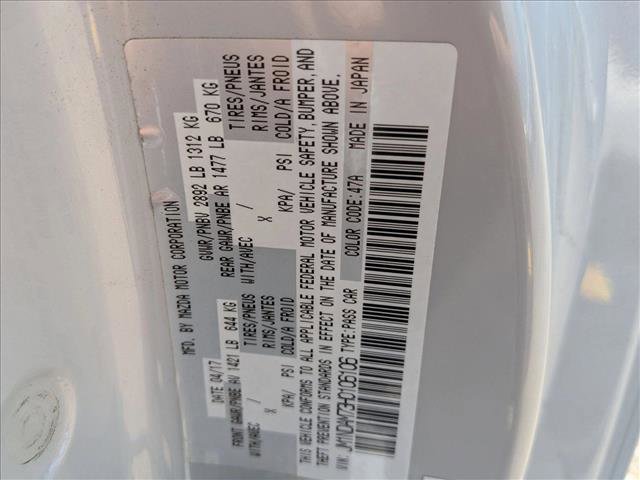 MFD. BY MAZDA MOTOR CORPORATION
DATE 04/17 GVWR/PNBV 2892 LB 1312 KG
FRONT GAWR/PNBE AV 1421 LB 644 KG REAR GAWR/PNBE AR 1477 LB 670 KG
TIRES/PNEUS WITH/AVEC / TIRES/PNEUS
WITH/AVEC / RIMS/JANTES X RIMS/JANTES
X KPA/ PSI COLD/A FROID KPA/ PSI COLD/A FROID
THIS VEHICLE CONFORMS TO ALL APPLICABLE FEDERAL MOTOR VEHICLE SAFETY, BUMPER, AND
THEFT PREVENTION STANDARDS IN EFFECT ON THE DATE OF MANUFACTURE SHOWN ABOVE.
VIN: JM1NDAM73H0106106 TYPE:PASS CAR COLOR CODE:47A MADE IN JAPAN